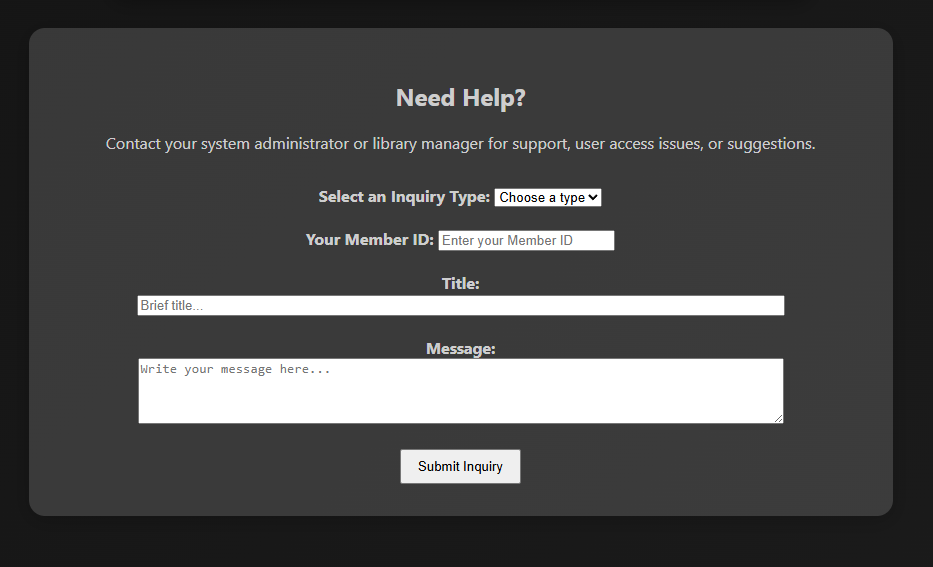 Need Help?
Contact your system administrator or library manager for support, user access issues, or suggestions.
Select an Inquiry Type: Choose a type
Your Member ID: Enter your Member ID
Title:
Brief title...
Message:
Write your message here...
Submit Inquiry